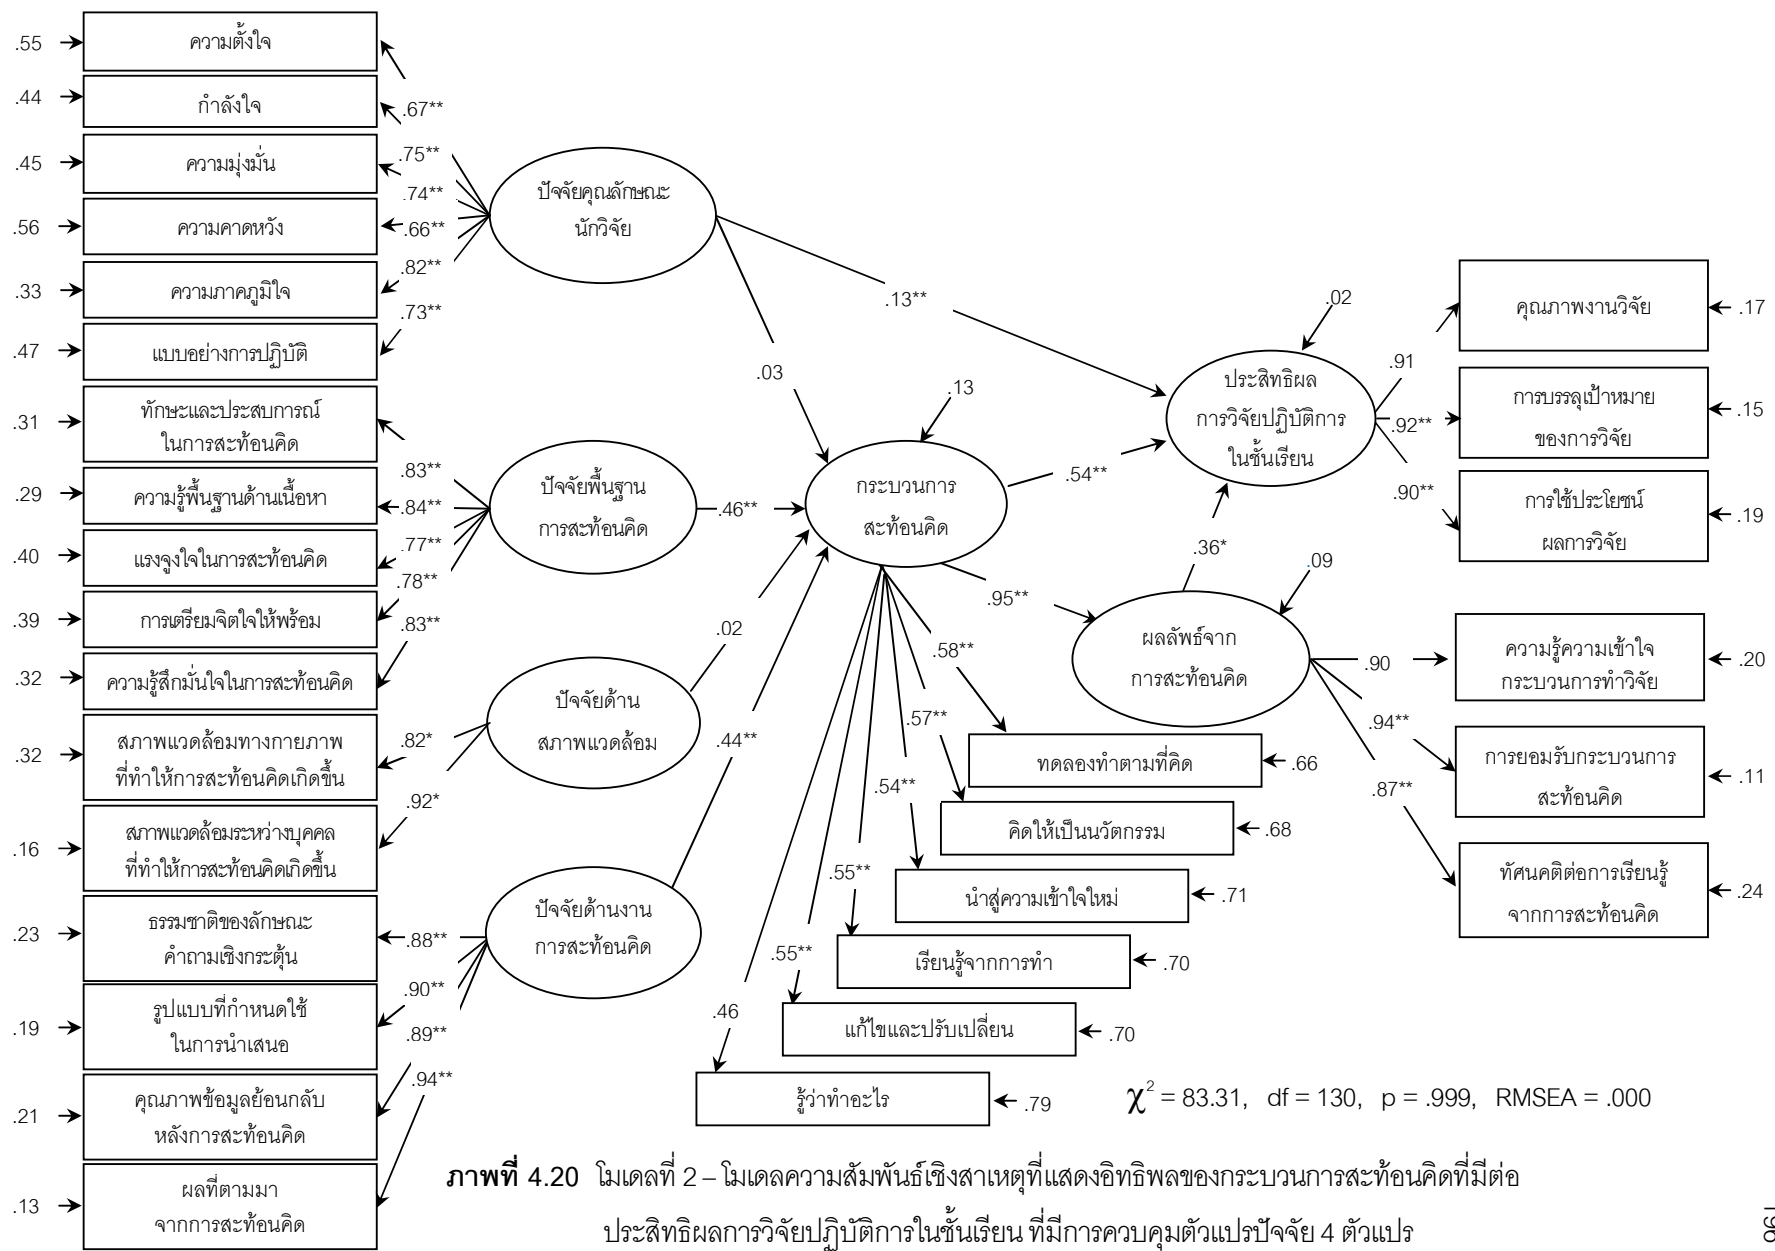 .55
ความตั้งใจ
.67**
.44
กำลังใจ
.75**
.45
ความมุ่งมั่น
.74**
.56
ความคาดหวัง
.66**
.33
ความภาคภูมิใจ
.82**
.47
แบบอย่างการปฏิบัติ
.73**
ปัจจัยคุณลักษณะ
นักวิจัย
.13**
.03
.31
ทักษะและประสบการณ์
ในการสะท้อนคิด
.83**
.29
ความรู้พื้นฐานด้านเนื้อหา
.84**
.40
แรงจูงใจในการสะท้อนคิด
.77**
.39
การเตรียมจิตใจให้พร้อม
.78**
.32
ความรู้สึกมั่นใจในการสะท้อนคิด
.83**
ปัจจัยพื้นฐาน
การสะท้อนคิด
.46**
.32
สภาพแวดล้อมทางกายภาพ
ที่ทำให้การสะท้อนคิดเกิดขึ้น
.82*
.16
สภาพแวดล้อมระหว่างบุคคล
ที่ทำให้การสะท้อนคิดเกิดขึ้น
.92*
ปัจจัยด้าน
สภาพแวดล้อม
.02
.23
ธรรมชาติของลักษณะ
คำถามเชิงกระตุ้น
.88**
.19
รูปแบบที่กำหนดใช้
ในการนำเสนอ
.90**
.21
คุณภาพข้อมูลย้อนกลับ
หลังการสะท้อนคิด
.89**
.13
ผลที่ตามมา
จากการสะท้อนคิด
.94**
ปัจจัยด้านงาน
การสะท้อนคิด
.44**
.13
กระบวนการ
สะท้อนคิด
.54**
.95**
.58**
ทดลองทำตามที่คิด
.66
.57**
คิดให้เป็นนวัตกรรม
.68
.54**
นำสู่ความเข้าใจใหม่
.71
.55**
เรียนรู้จากการทำ
.70
.55**
แก้ไขและปรับเปลี่ยน
.70
.46
รู้ว่าทำอะไร
.79
.02
ประสิทธิผล
การวิจัยปฏิบัติการ
ในชั้นเรียน
.91
คุณภาพงานวิจัย
.17
.92**
การบรรลุเป้าหมาย
ของการวิจัย
.15
.90**
การใช้ประโยชน์
ผลการวิจัย
.19
.36*
.09
ผลลัพธ์จาก
การสะท้อนคิด
.90
ความรู้ความเข้าใจ
กระบวนการทำวิจัย
.20
.94**
การยอมรับกระบวนการ
สะท้อนคิด
.11
.87**
ทัศนคติต่อการเรียนรู้
จากการสะท้อนคิด
.24
χ² = 83.31, df = 130, p = .999, RMSEA = .000
ภาพที่ 4.20 โมเดลที่ 2 – โมเดลความสัมพันธ์เชิงสาเหตุที่แสดงอิทธิพลของกระบวนการสะท้อนคิดที่มีต่อ
ประสิทธิผลการวิจัยปฏิบัติการในชั้นเรียน ที่มีการควบคุมตัวแปรปัจจัย 4 ตัวแปร